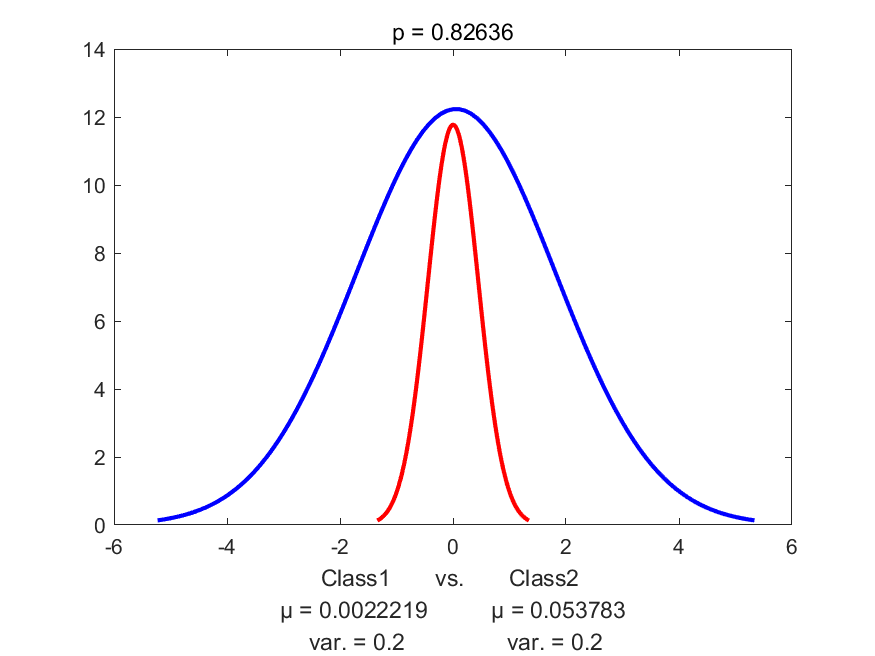 p = 0.82636
14
12
10
8
6
4
2
0
-6 -4 -2 0 2 4 6
Class1 vs. Class2
μ = 0.0022219 μ = 0.053783
var. = 0.2 var. = 0.2